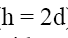 (h = 2d)